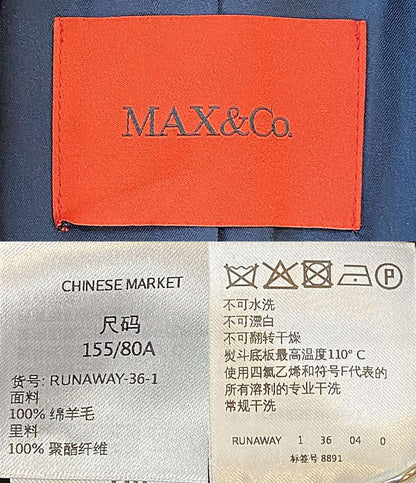 MAX&Co.
CHINESE MARKET
尺码
155/80A
货号: RUNAWAY-36-1
面料
100% 绵羊毛
里料
100% 聚酯纤维
P
不可水洗
不可漂白
不可翻转干燥
熨斗底板最高温度110° C
使用四氯乙烯和符号F代表的
所有溶剂的专业干洗
常规干洗
RUNAWAY 1 36 04 0
标签号 8891